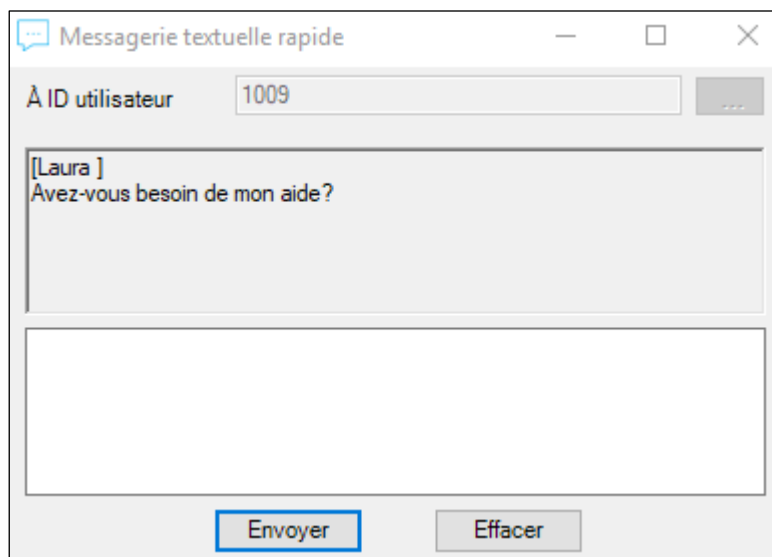 Messagerie textuelle rapide
À ID utilisateur 1009 ...
[Laura ]
Avez-vous besoin de mon aide?
Envoyer Effacer